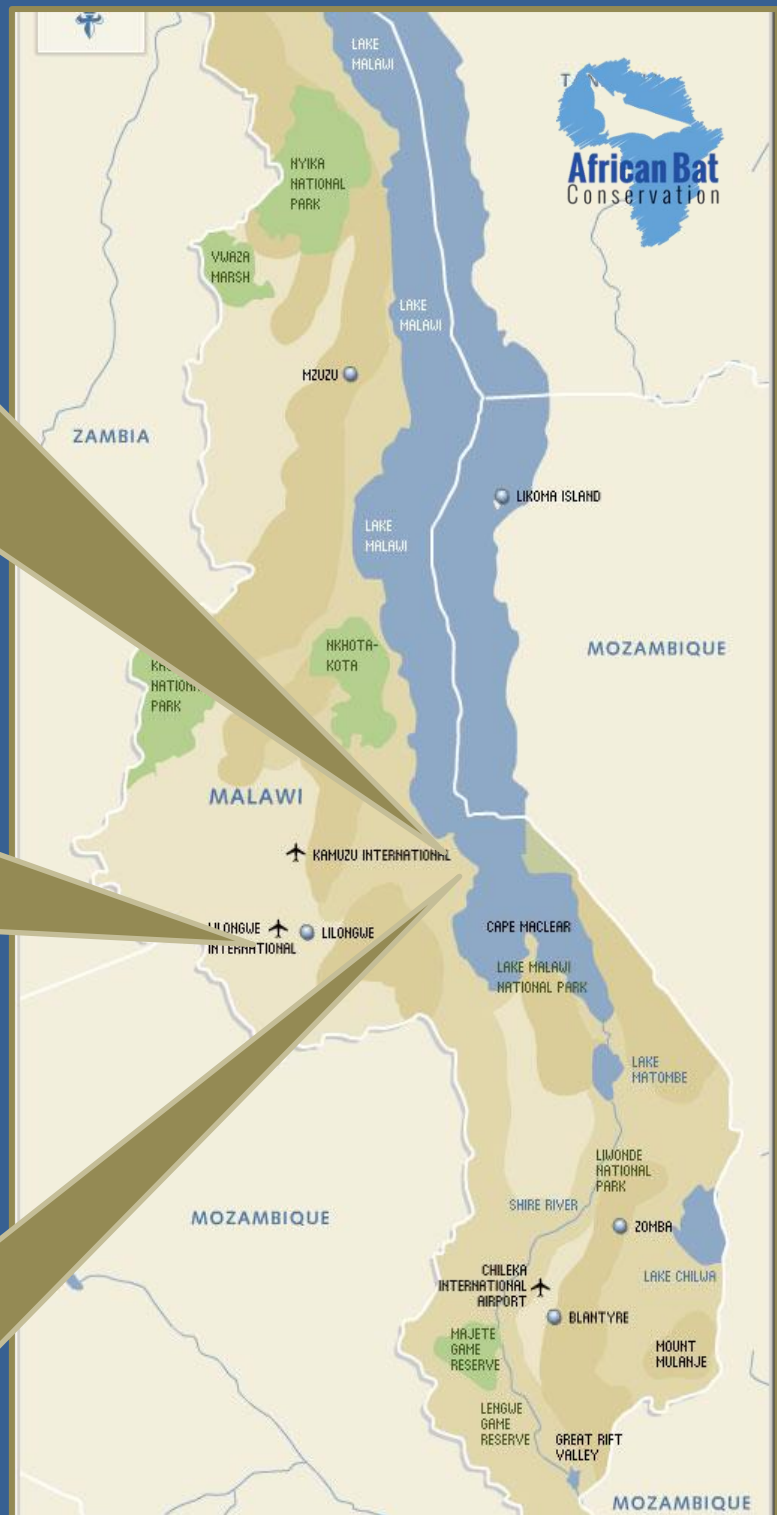 LAKE
MALAWI
African Bat
Conservation
NYIKA
NATIONAL
PARK
VWAZA
MARSH
LAKE
MALAWI
MZUZU
ZAMBIA
LIKOMA ISLAND
LAKE
MALAWI
NKHOTA-
KOTA
MOZAMBIQUE
PARK
MALAWI
KAMUZU INTERNATIONAL
LILONGWE
INTERNATIONAL
LILONGWE
CAPE MACLEAR
LAKE MALAWI
NATIONAL PARK
LAKE
MATOMBE
LIWONDE
NATIONAL
PARK
SHIRE RIVER
MOZAMBIQUE
ZOMBA
CHILEKA
INTERNATIONAL
AIRPORT
LAKE CHILWA
BLANTYRE
MAJETE
GAME
RESERVE
MOUNT
MULANJE
LENGWE
GAME
RESERVE
GREAT RIFT
VALLEY
MOZAMBIQUE